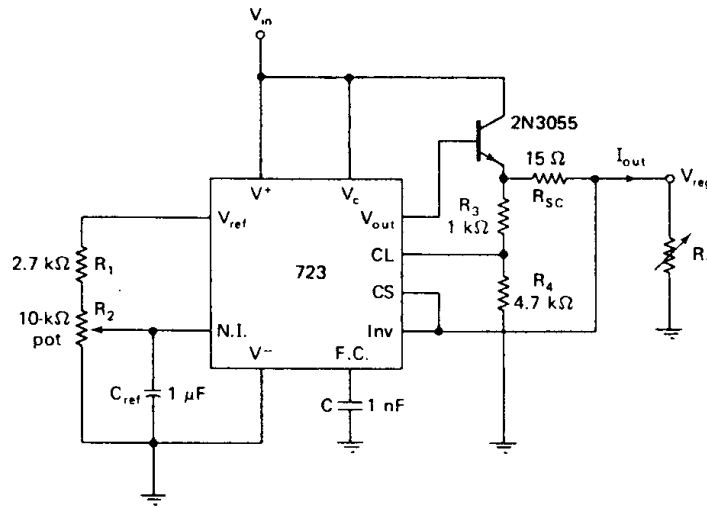 V_in
2N3055
15 Ω
I_out
V+
V_c
R_SC
V_reg
V_ref
V_out
R_3
1 kΩ
2.7 kΩ
R_1
723
CL
R_4
4.7 kΩ
CS
R_2
10-kΩ
pot
N.I.
Inv
V−
F.C.
C_ref
1 μF
C
1 nF